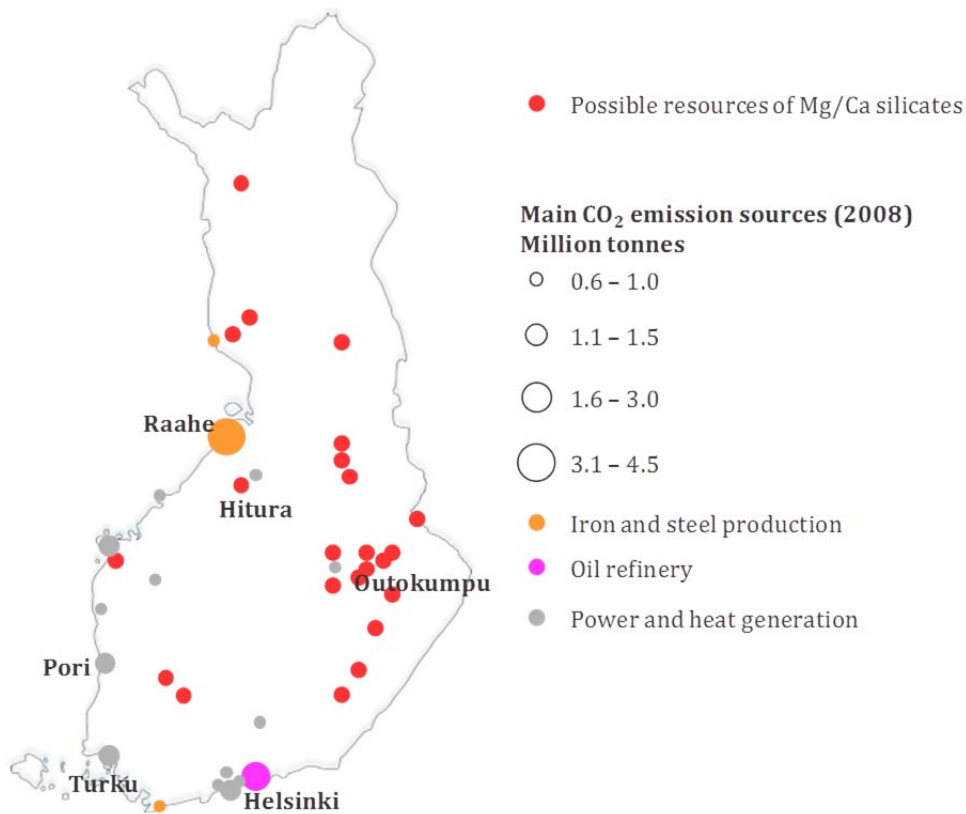 Possible resources of Mg/Ca silicates
Main CO₂ emission sources (2008)
Million tonnes
0.6 – 1.0
1.1 – 1.5
1.6 – 3.0
3.1 – 4.5
Iron and steel production
Oil refinery
Power and heat generation
Raahe
Hitura
Outokumpu
Pori
Turku
Helsinki